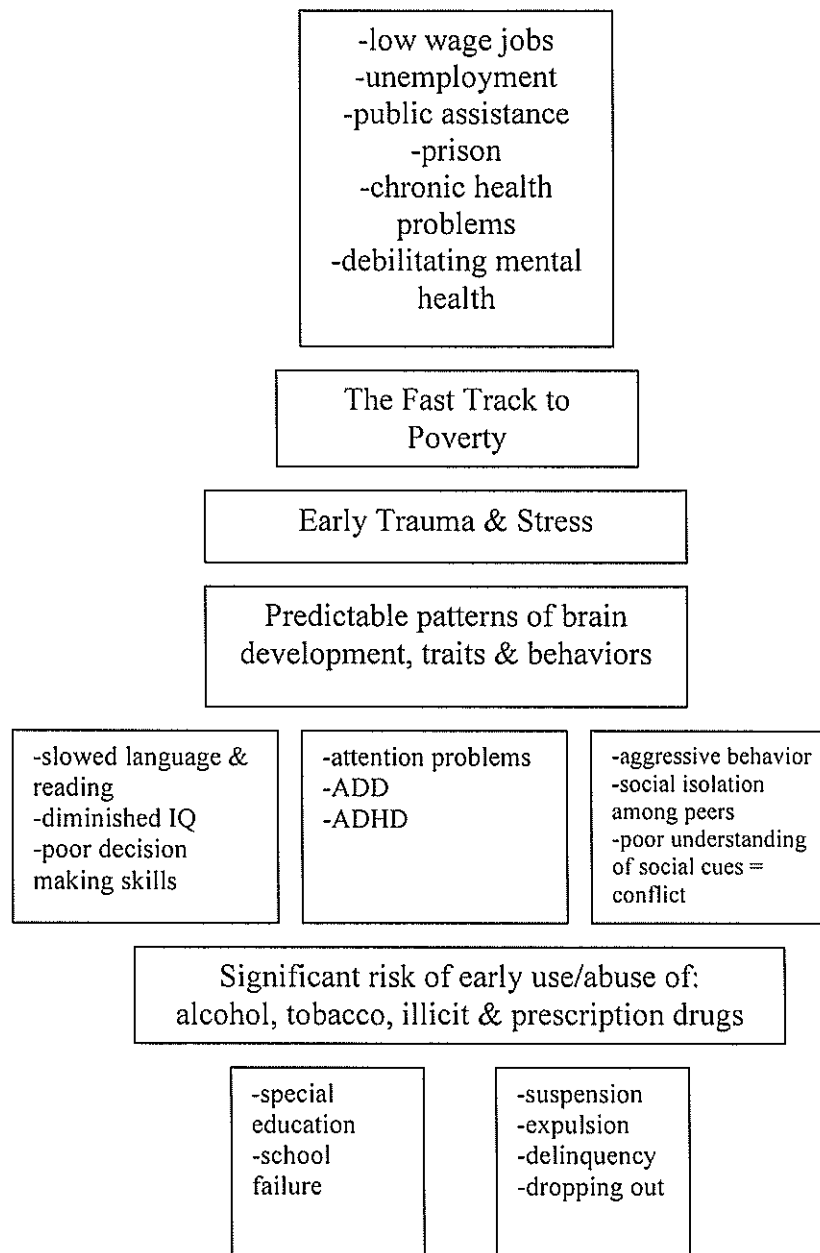 -low wage jobs
-unemployment
-public assistance
-prison
-chronic health
problems
-debilitating mental
health
The Fast Track to
Poverty
Early Trauma & Stress
Predictable patterns of brain
development, traits & behaviors
-slowed language &
reading
-diminished IQ
-poor decision
making skills
-attention problems
-ADD
-ADHD
-aggressive behavior
-social isolation
among peers
-poor understanding
of social cues =
conflict
Significant risk of early use/abuse of:
alcohol, tobacco, illicit & prescription drugs
-special
education
-school
failure
-suspension
-expulsion
-delinquency
-dropping out